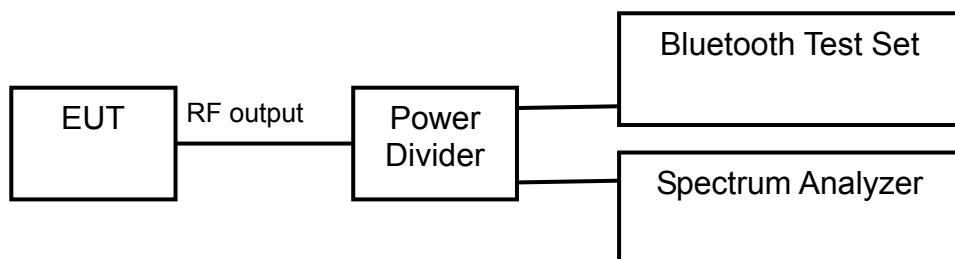 EUT
RF output
Power
Divider
Bluetooth Test Set
Spectrum Analyzer